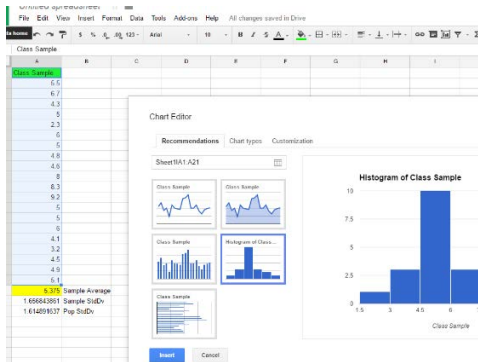 Untitled spreadsheet
File Edit View Insert Format Data Tools Add-ons Help All changes saved in Drive
$ % .0 .00 123 Arial 10 B I S A
Class Sample
A B C D E F G H I
Class Sample
6.5
6.7
4.3
5
2.3
6
5
4.8
4.6
8
8.3
9.2
5
5
6
4.1
3.2
4.5
4.9
5.1
5.375 Sample Average
1.656843861 Sample StdDv
1.614891637 Pop StdDv
Chart Editor
Recommendations Chart types Customization
Sheet1!A1:A21
Class Sample
Class Sample
Class Sample
Histogram of Class...
Class Sample
Insert Cancel
Histogram of Class Sample
10
7.5
5
2.5
0
1.5 3 4.5 6
Class Sample